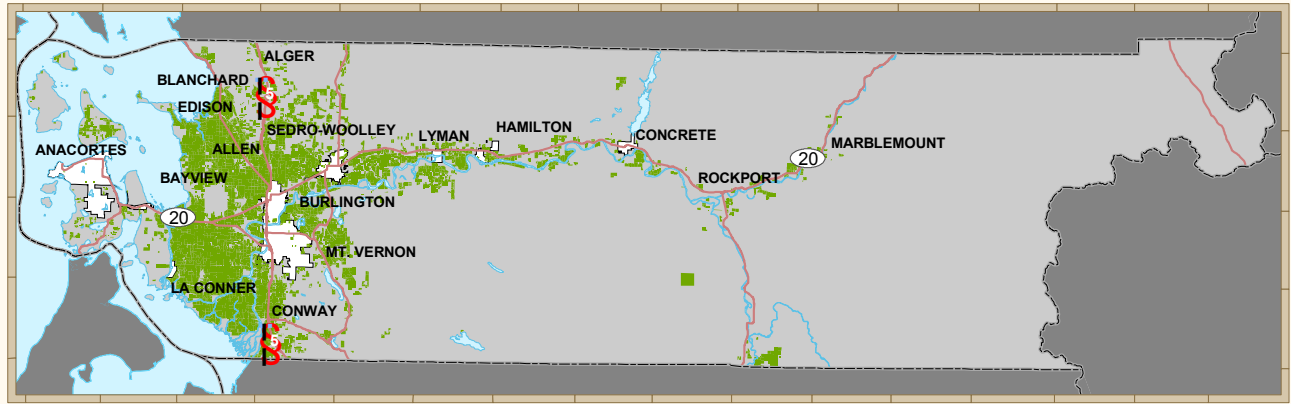 ALGER
BLANCHARD
5
EDISON
SEDRO-WOOLLEY
LYMAN
HAMILTON
CONCRETE
MARBLEMOUNT
ANACORTES
ALLEN
20
BAYVIEW
ROCKPORT
BURLINGTON
20
MT. VERNON
LA CONNER
CONWAY
5